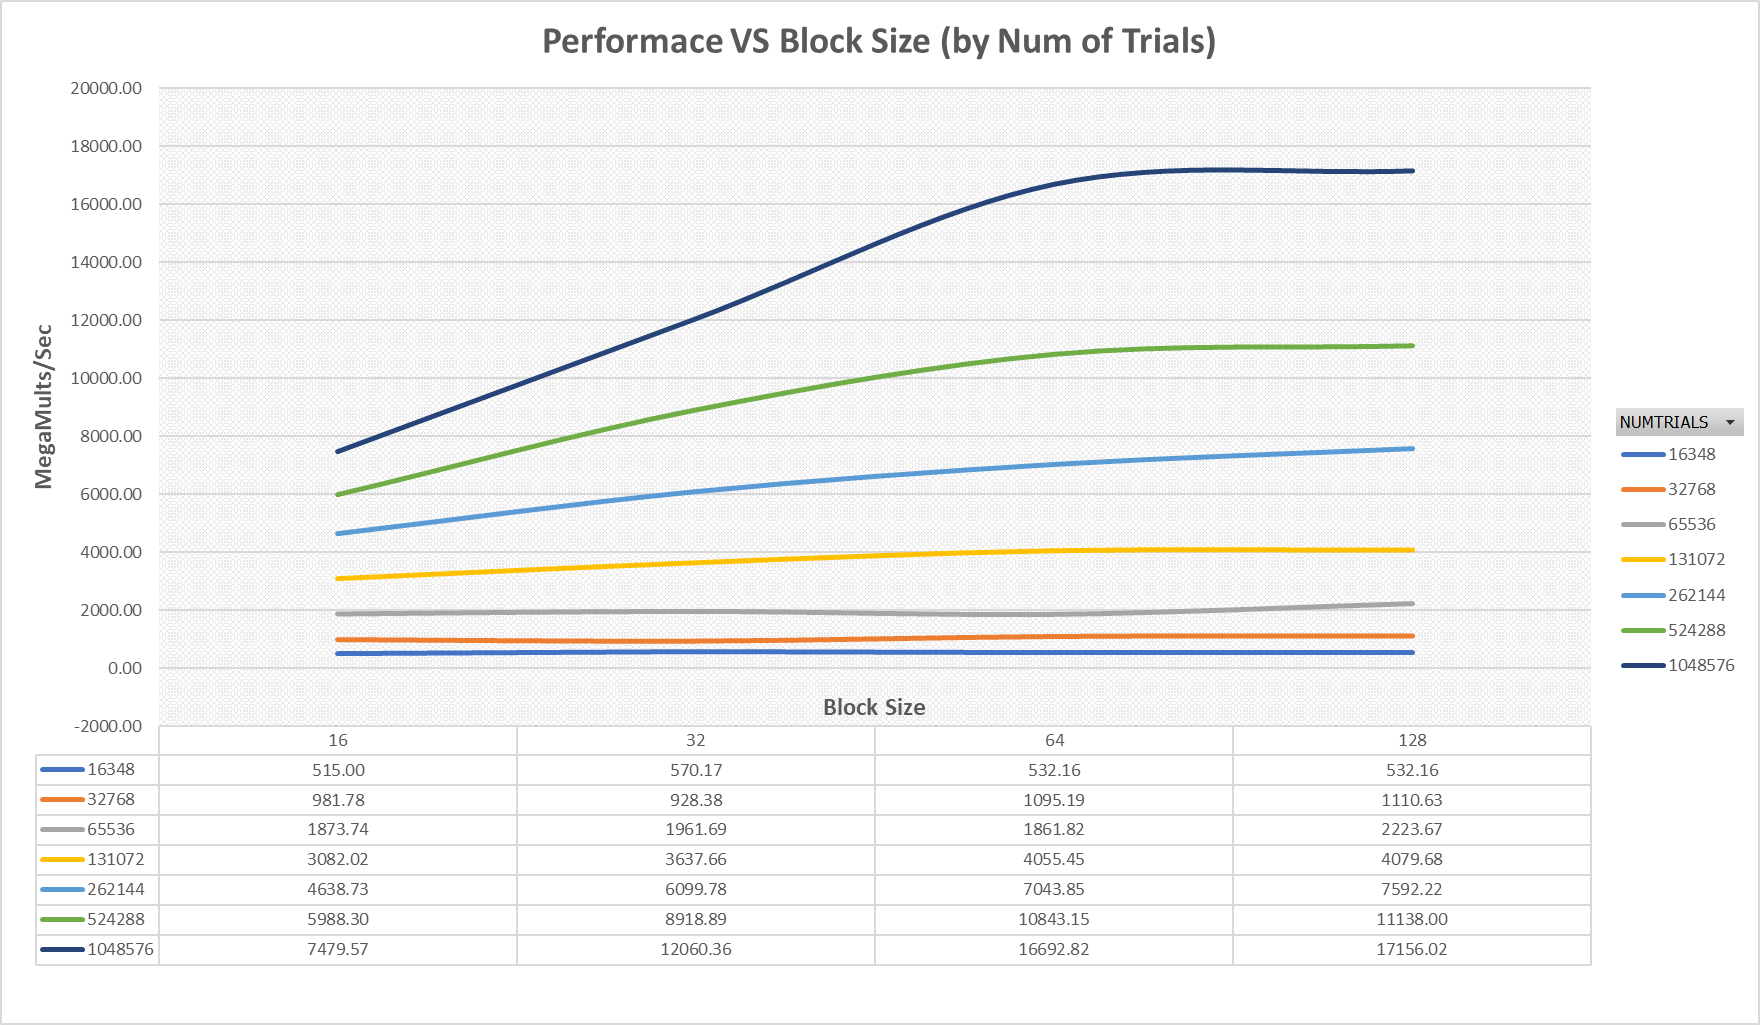 Performace VS Block Size (by Num of Trials)
20000.00
18000.00
16000.00
14000.00
12000.00
10000.00
8000.00
6000.00
4000.00
2000.00
0.00
-2000.00
MegaMults/Sec
Block Size
NUMTRIALS
16348
32768
65536
131072
262144
524288
1048576
16 32 64 128
16348 515.00 570.17 532.16 532.16
32768 981.78 928.38 1095.19 1110.63
65536 1873.74 1961.69 1861.82 2223.67
131072 3082.02 3637.66 4055.45 4079.68
262144 4638.73 6099.78 7043.85 7592.22
524288 5988.30 8918.89 10843.15 11138.00
1048576 7479.57 12060.36 16692.82 17156.02